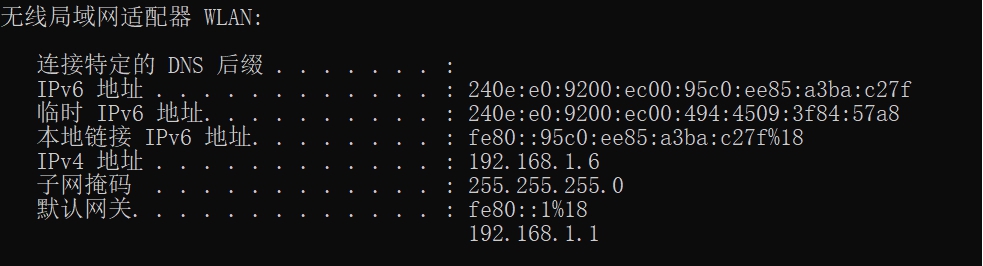 无线局域网适配器 WLAN:
连接特定的 DNS 后缀 . . . . . . . :
IPv6 地址 . . . . . . . . . . . . : 240e:e0:9200:ec00:95c0:ee85:a3ba:c27f
临时 IPv6 地址. . . . . . . . . . : 240e:e0:9200:ec00:494:4509:3f84:57a8
本地链接 IPv6 地址. . . . . . . . : fe80::95c0:ee85:a3ba:c27f%18
IPv4 地址 . . . . . . . . . . . . : 192.168.1.6
子网掩码 . . . . . . . . . . . . : 255.255.255.0
默认网关. . . . . . . . . . . . . : fe80::1%18
192.168.1.1